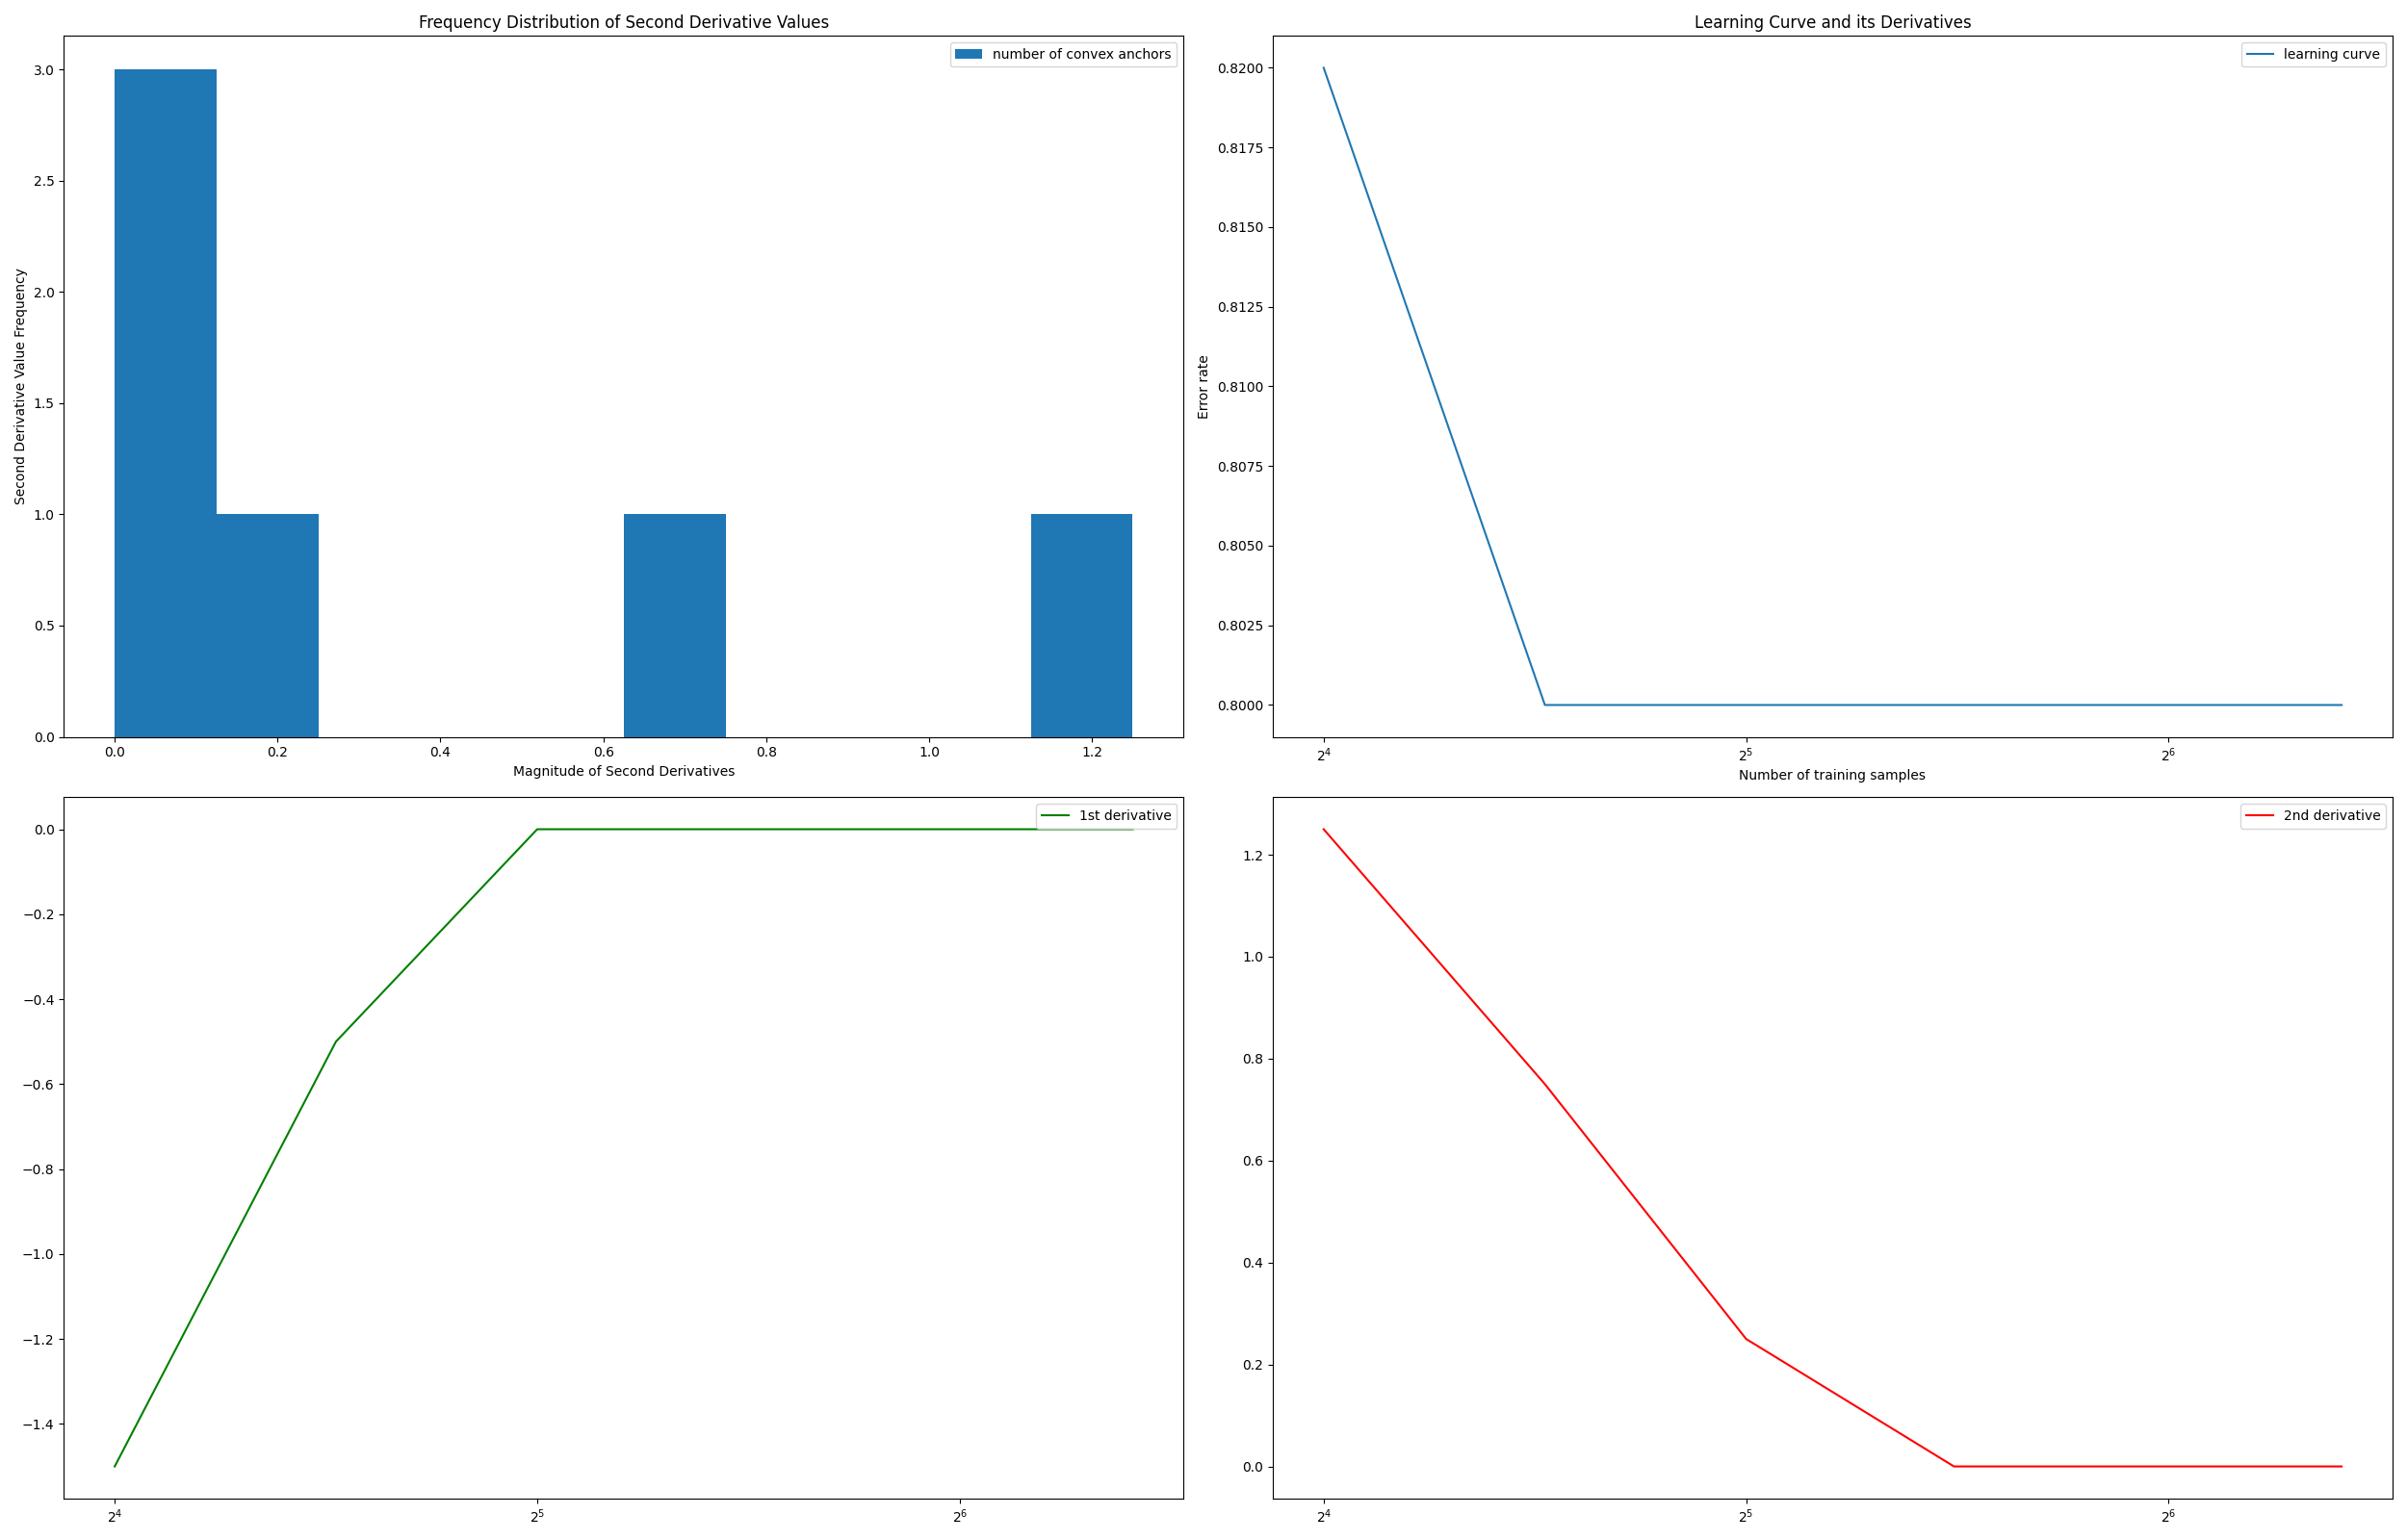 Frequency Distribution of Second Derivative Values
number of convex anchors
3.0
2.5
2.0
1.5
1.0
0.5
0.0
Second Derivative Value Frequency
0.0 0.2 0.4 0.6 0.8 1.0 1.2
Magnitude of Second Derivatives
Learning Curve and its Derivatives
learning curve
0.8200
0.8175
0.8150
0.8125
0.8100
0.8075
0.8050
0.8025
0.8000
Error rate
2⁴ 2⁵ 2⁶
Number of training samples
1st derivative
0.0
−0.2
−0.4
−0.6
−0.8
−1.0
−1.2
−1.4
2⁴ 2⁵ 2⁶
2nd derivative
1.2
1.0
0.8
0.6
0.4
0.2
0.0
2⁴ 2⁵ 2⁶